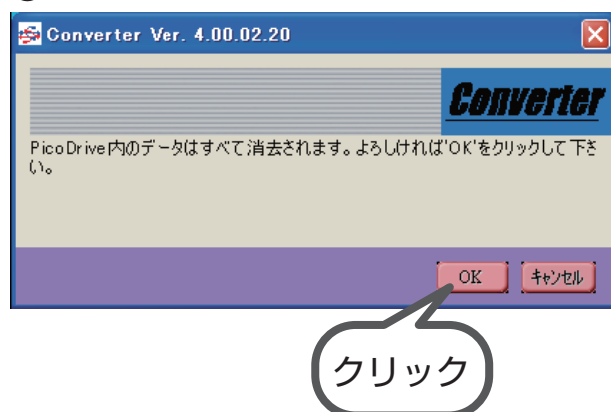 Converter Ver. 4.00.02.20
Converter
PicoDrive内のデータはすべて消去されます。よろしければ'OK'をクリックして下さ
い。
OK
キャンセル
クリック